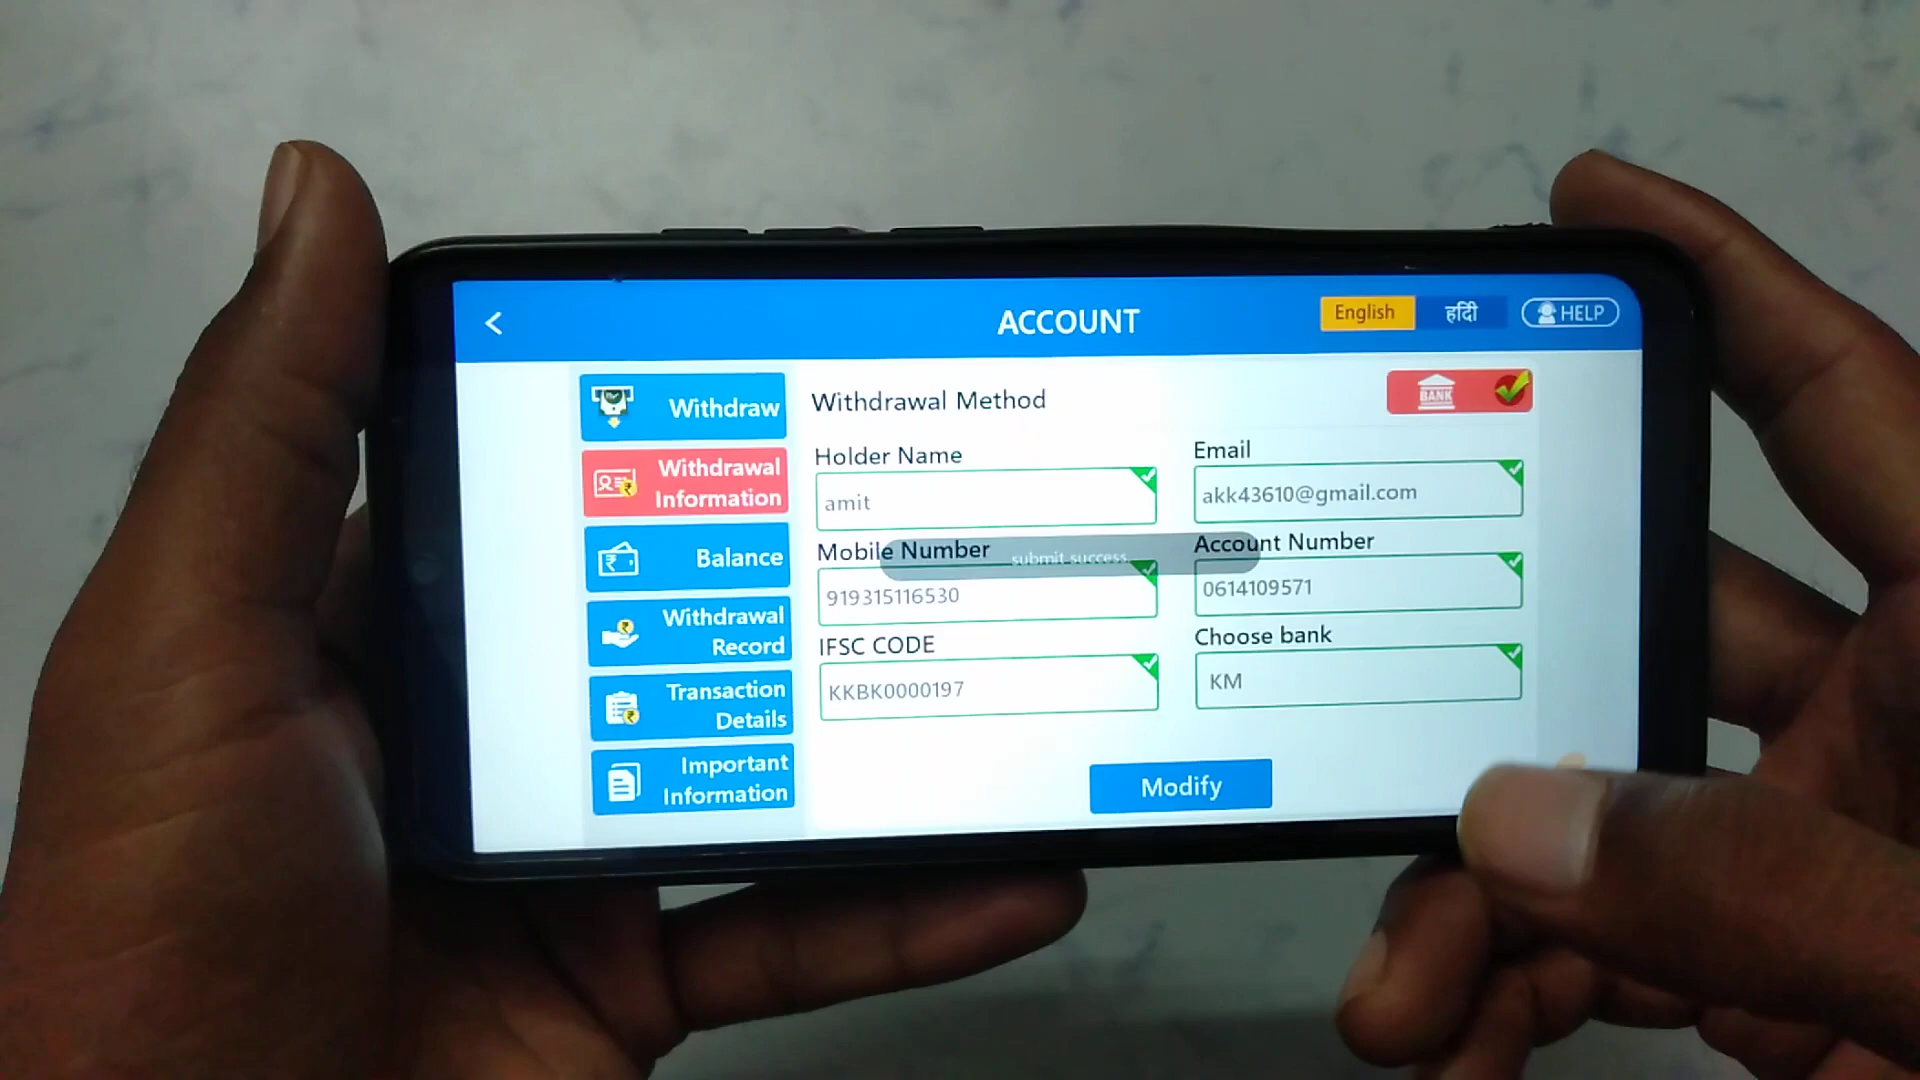 ACCOUNT
English
हिंदी
HELP
Withdraw
Withdrawal
Information
Balance
Withdrawal
Record
Transaction
Details
Important
Information
Withdrawal Method
BANK
Holder Name
amit
Email
akk43610@gmail.com
Mobile Number
919315116530
submit success
Account Number
0614109571
IFSC CODE
KKBK0000197
Choose bank
KM
Modify